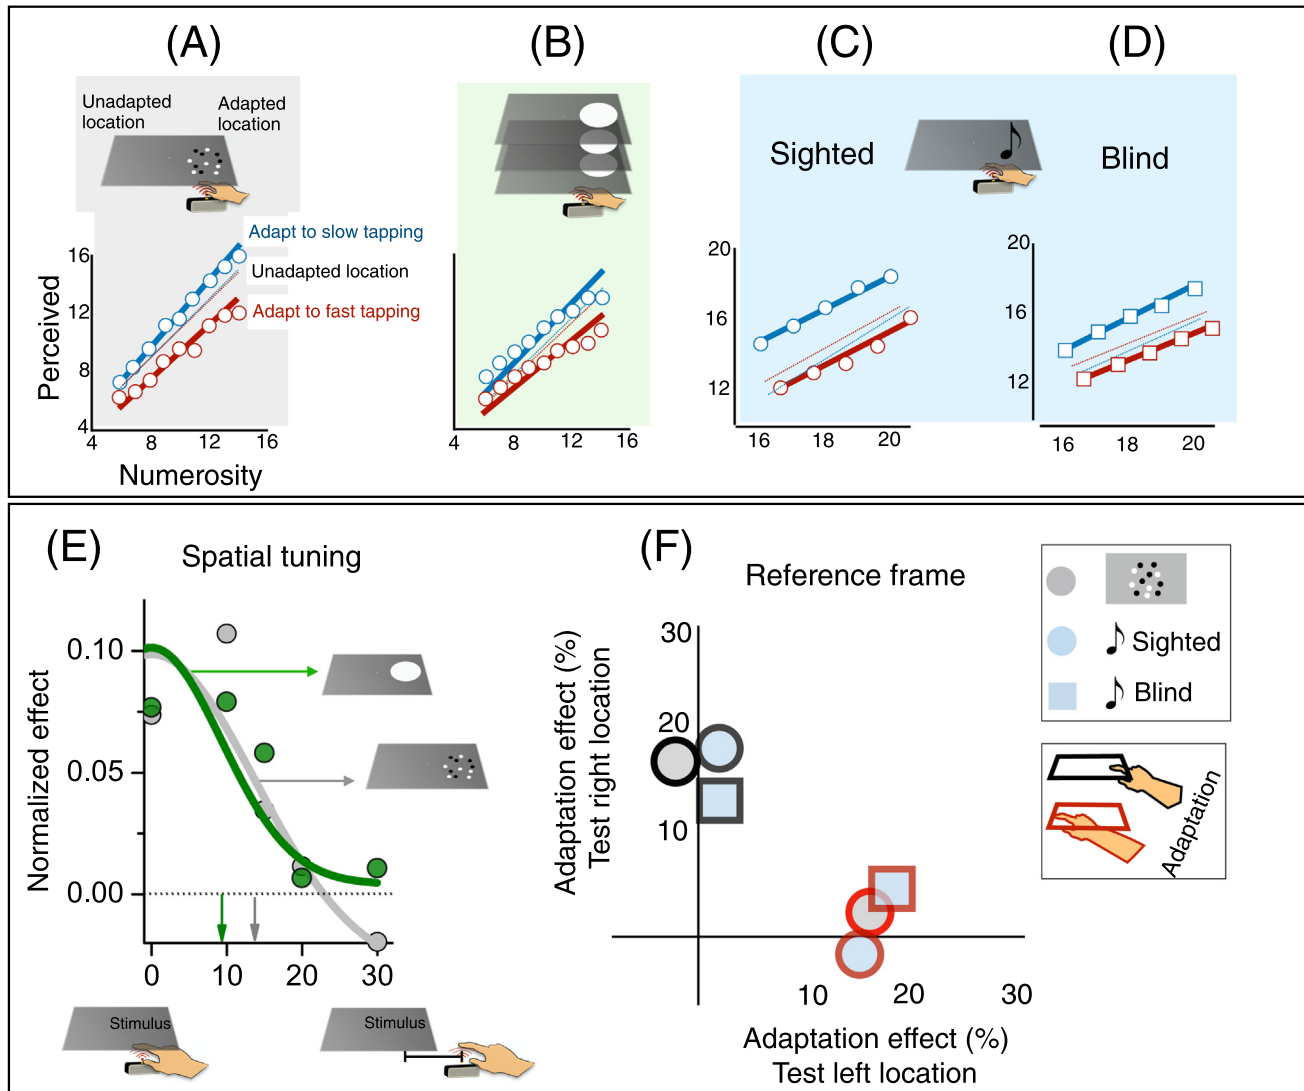 (A)
(B)
(C)
(D)
Unadapted
location
Adapted
location
Sighted
Blind
Adapt to slow tapping
Unadapted location
Adapt to fast tapping
Perceived
16
12
8
4
4
8
12
16
Numerosity
4
8
12
16
20
16
12
16
18
20
20
16
12
16
18
20
(E)
Spatial tuning
Normalized effect
0.10
0.05
0.00
0
10
20
30
Stimulus
Stimulus
(F)
Reference frame
Adaptation effect (%)
Test right location
30
20
10
10
20
30
Adaptation effect (%)
Test left location
Sighted
Blind
Adaptation